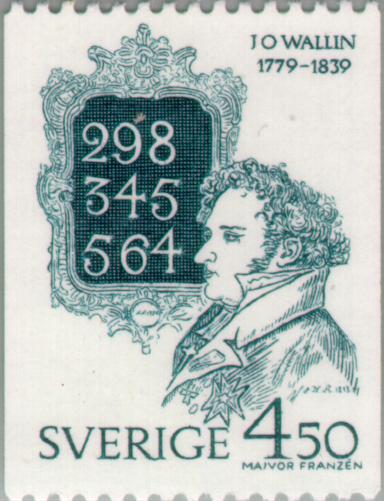 J O WALLIN
1779–1839
298
345
564
SVERIGE 4 50
MAJVOR FRANZÉN